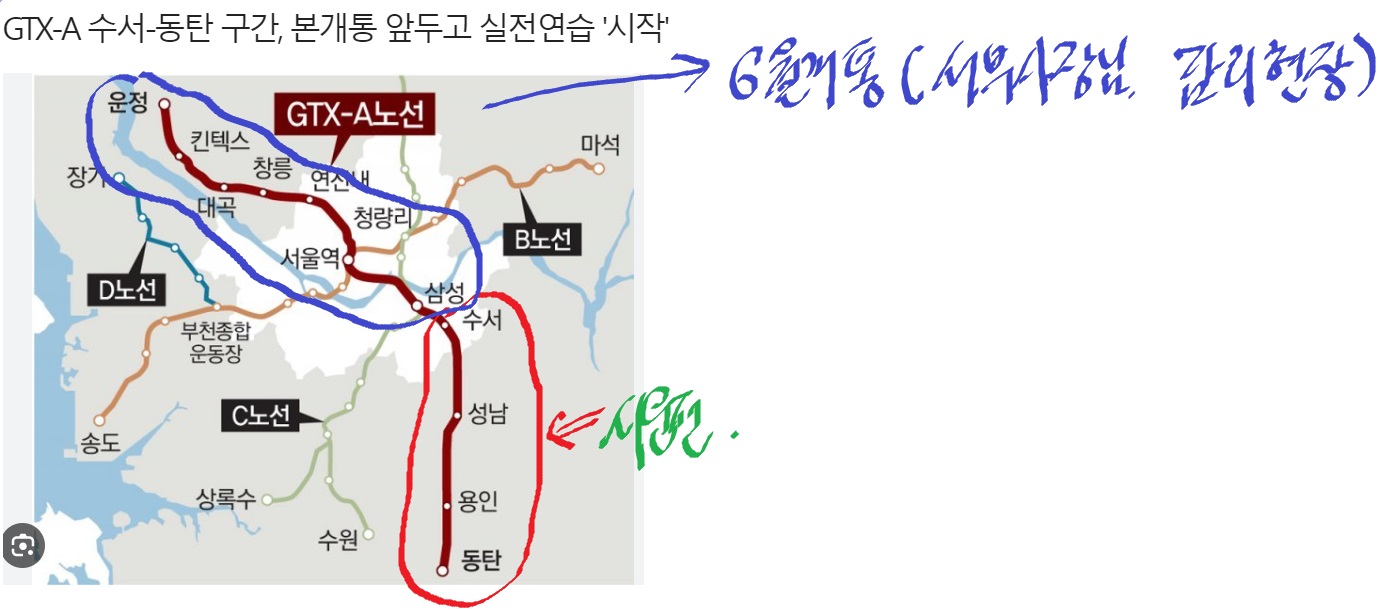 GTX-A 수서-동탄 구간, 본개통 앞두고 실전연습 '시작'
6월개통 (서부사장님. 관리현장)
운정
GTX-A노선
킨텍스
마석
창릉
연신내
장기
대곡
청량리
B노선
서울역
D노선
삼성
수서
부천종합
운동장
C노선
성남
송도
상록수
용인
수원
동탄